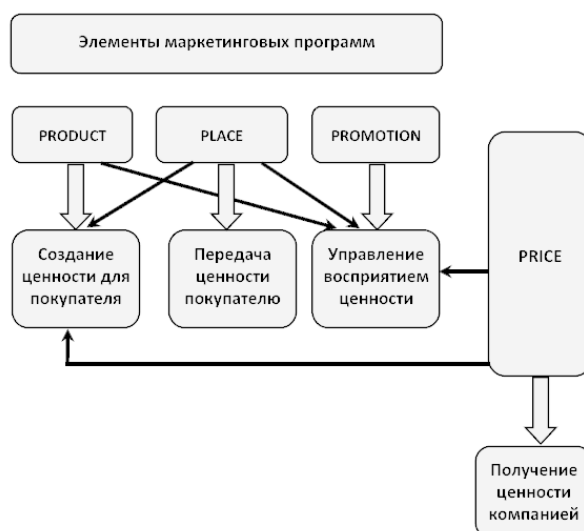 Элементы маркетинговых программ
PRODUCT
PLACE
PROMOTION
PRICE
Создание
ценности для
покупателя
Передача
ценности
покупателю
Управление
восприятием
ценности
Получение
ценности
компанией